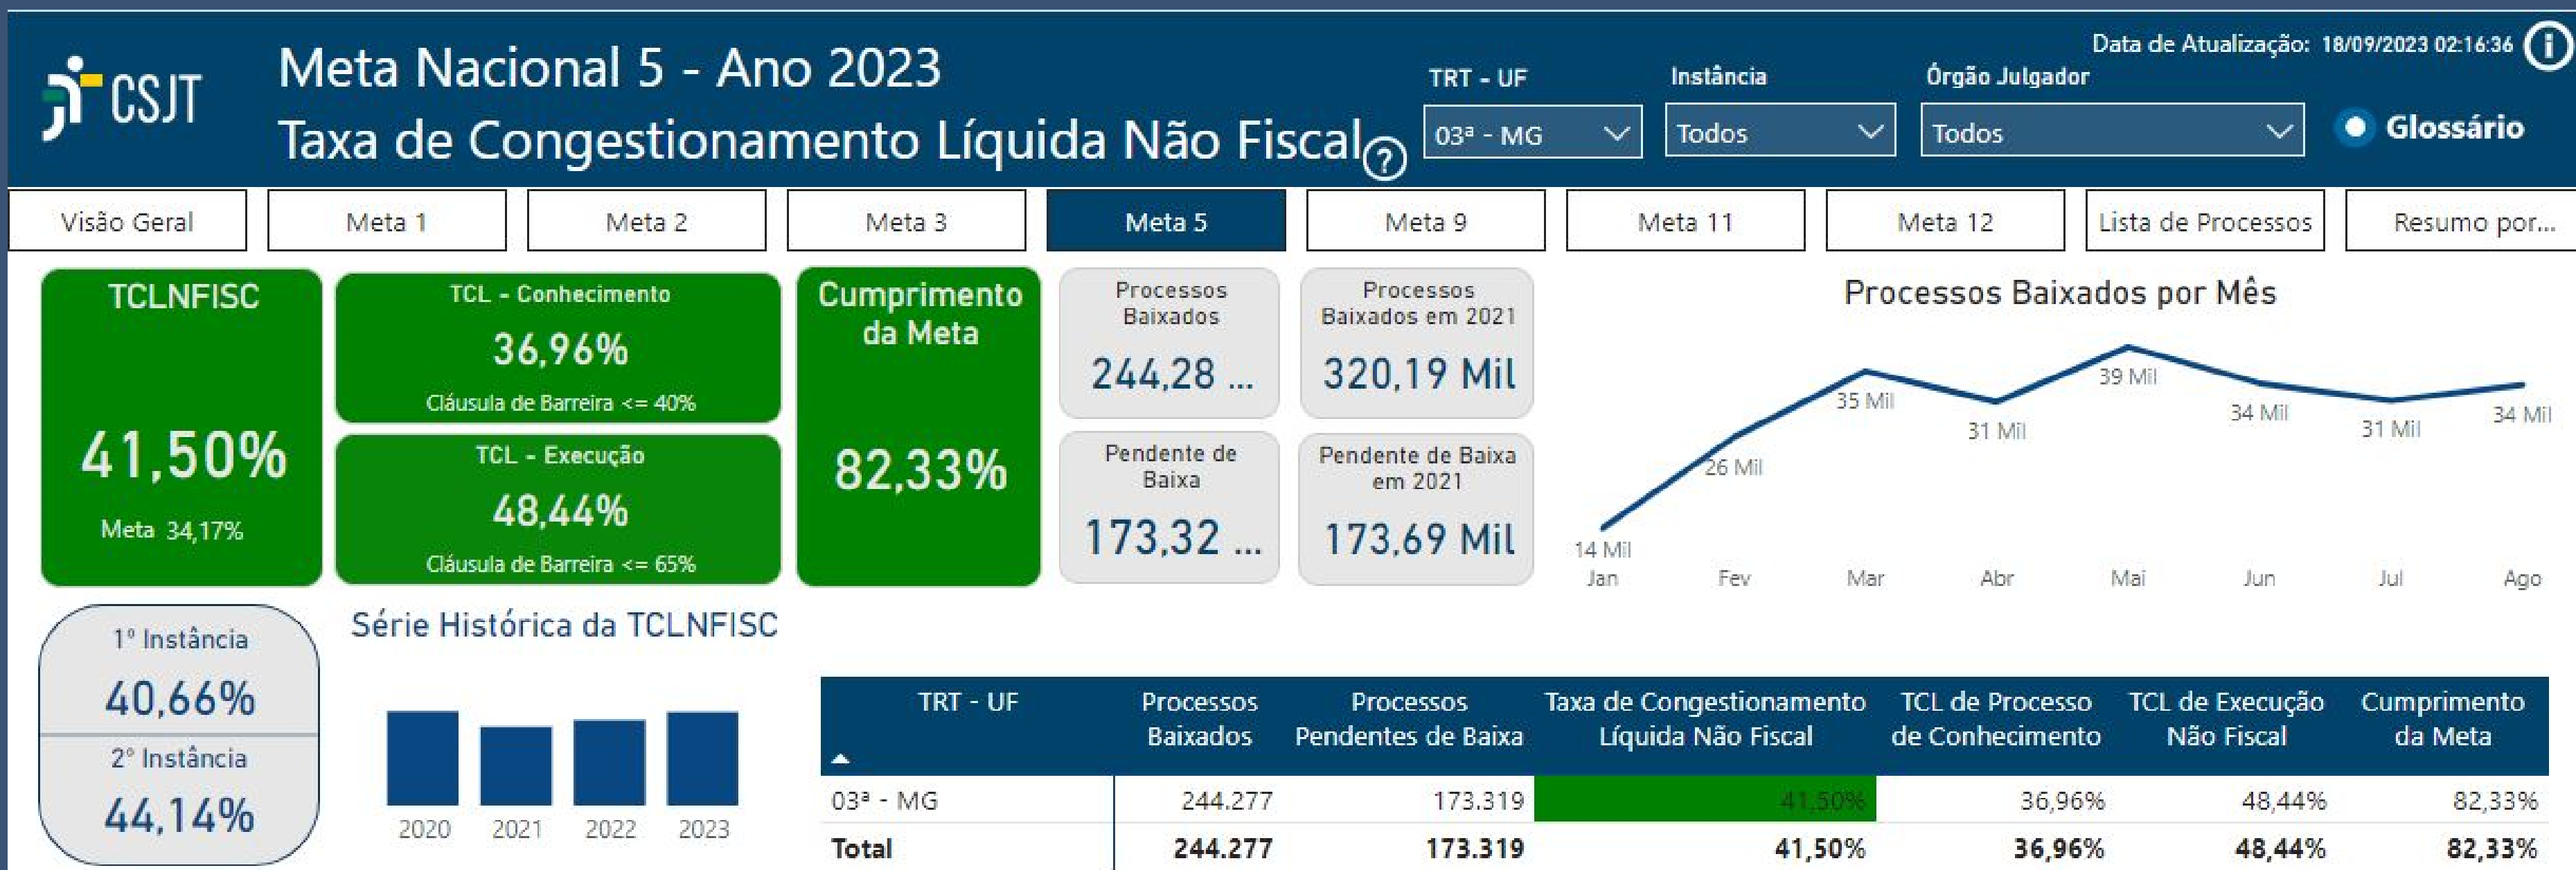 CSJT
Meta Nacional 5 - Ano 2023
Taxa de Congestionamento Líquida Não Fiscal ?
TRT - UF
03ª - MG
Instância
Todos
Órgão Julgador
Todos
Data de Atualização: 18/09/2023 02:16:36 i
Glossário
Visão Geral
Meta 1
Meta 2
Meta 3
Meta 5
Meta 9
Meta 11
Meta 12
Lista de Processos
Resumo por...
TCLNFISC
41,50%
Meta 34,17%
TCL - Conhecimento
36,96%
Cláusula de Barreira <= 40%
TCL - Execução
48,44%
Cláusula de Barreira <= 65%
Cumprimento
da Meta
82,33%
Processos
Baixados
244,28 ...
Processos
Baixados em 2021
320,19 Mil
Pendente de
Baixa
173,32 ...
Pendente de Baixa
em 2021
173,69 Mil
Processos Baixados por Mês
14 Mil
26 Mil
35 Mil
31 Mil
39 Mil
34 Mil
31 Mil
34 Mil
Jan Fev Mar Abr Mai Jun Jul Ago
1º Instância
40,66%
2º Instância
44,14%
Série Histórica da TCLNFISC
2020 2021 2022 2023
TRT - UF
Processos
Baixados
Processos
Pendentes de Baixa
Taxa de Congestionamento
Líquida Não Fiscal
TCL de Processo
de Conhecimento
TCL de Execução
Não Fiscal
Cumprimento
da Meta
03ª - MG 244.277 173.319 41,50% 36,96% 48,44% 82,33%
Total 244.277 173.319 41,50% 36,96% 48,44% 82,33%